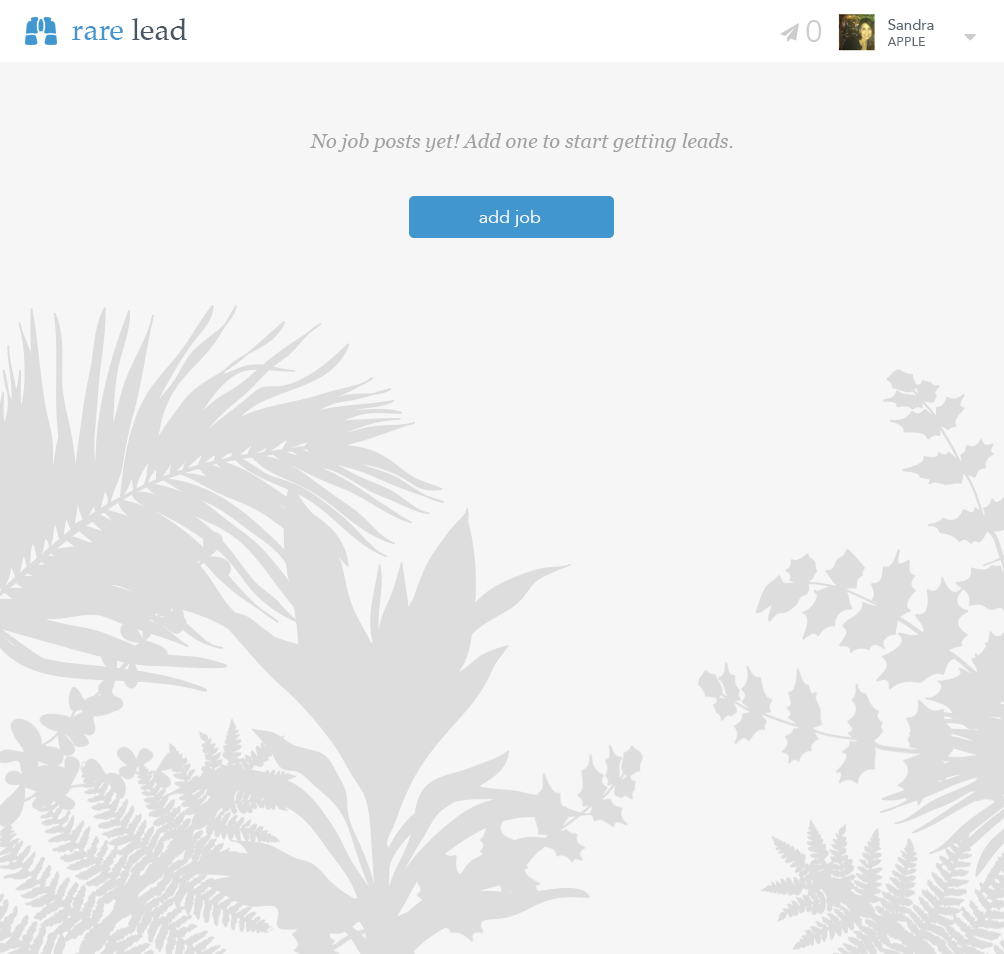 rare lead
0
Sandra
APPLE
No job posts yet! Add one to start getting leads.
add job